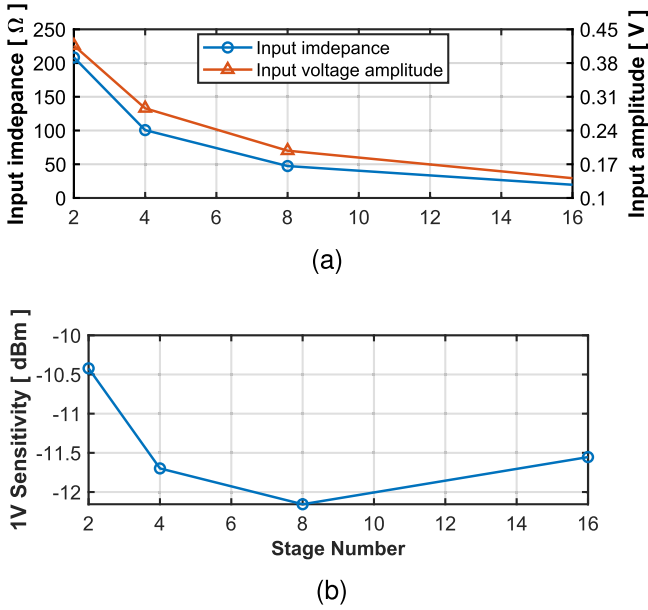 Input imdepance [ Ω ]
250
200
150
100
50
0
Input imdepance
Input voltage amplitude
0.45
0.38
0.31
0.24
0.17
0.1
Input amplitude [ V ]
2 4 6 8 10 12 14 16
(a)
1V Sensitivity [ dBm ]
-10
-10.5
-11
-11.5
-12
2 4 6 8 10 12 14 16
Stage Number
(b)